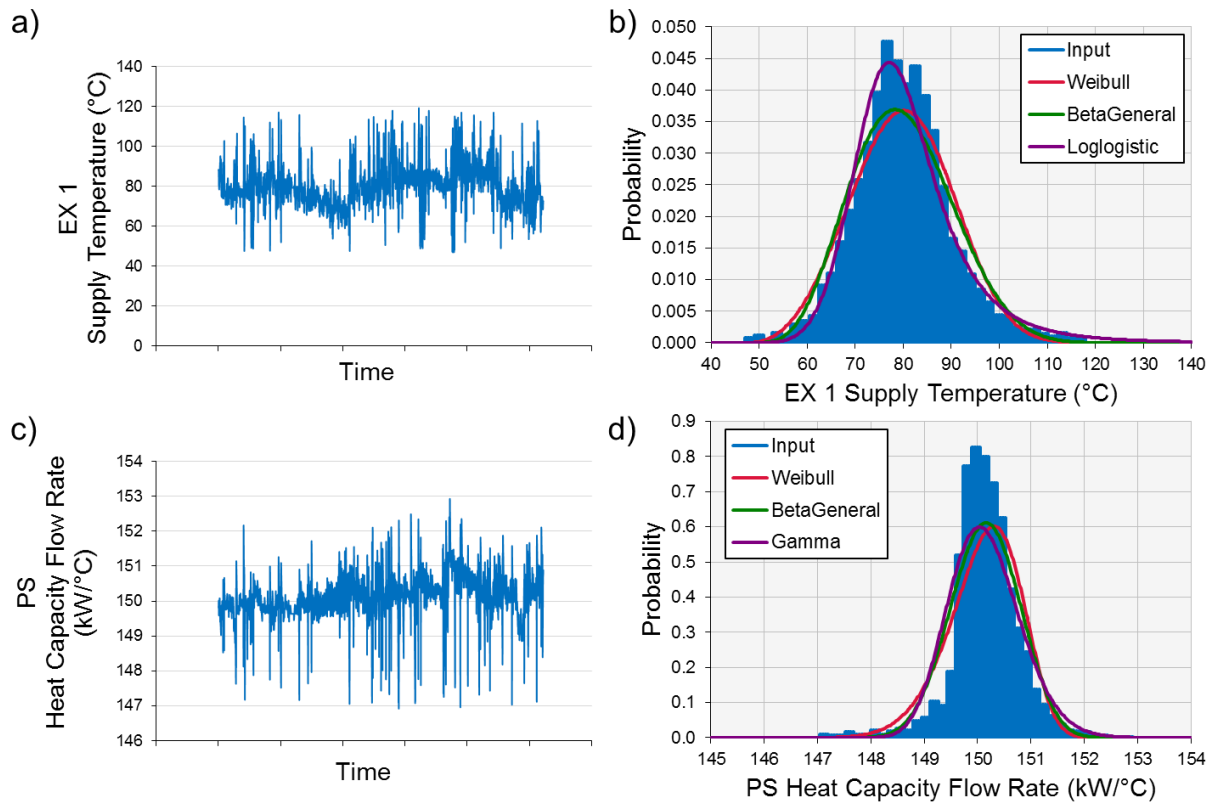 a)
EX 1
Supply Temperature (°C)
140
120
100
80
60
40
20
0
Time
b)
Probability
0.050
0.045
0.040
0.035
0.030
0.025
0.020
0.015
0.010
0.005
0.000
Input
Weibull
BetaGeneral
Loglogistic
40 50 60 70 80 90 100 110 120 130 140
EX 1 Supply Temperature (°C)
c)
PS
Heat Capacity Flow Rate
(kW/°C)
154
153
152
151
150
149
148
147
146
Time
d)
Probability
0.9
0.8
0.7
0.6
0.5
0.4
0.3
0.2
0.1
0.0
Input
Weibull
BetaGeneral
Gamma
145 146 146 148 149 150 151 152 153 154
PS Heat Capacity Flow Rate (kW/°C)